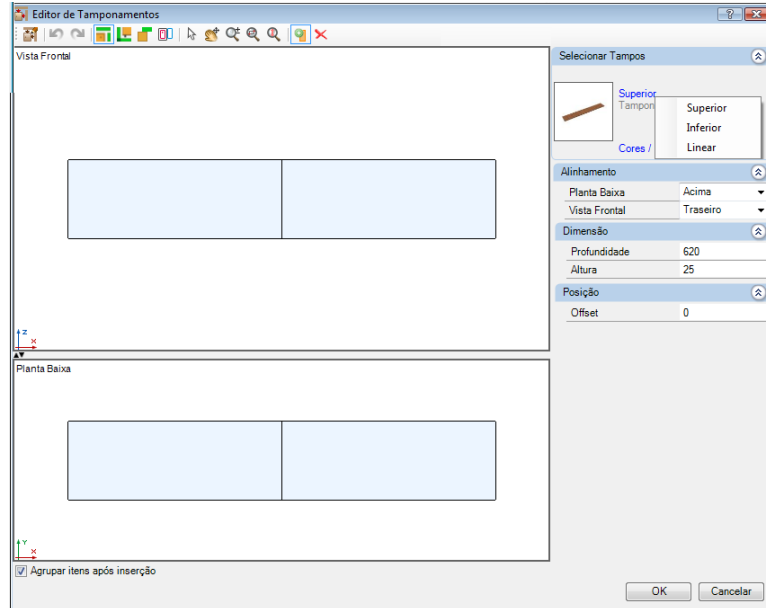 Editor de Tamponamentos
Vista Frontal
Selecionar Tampos
Superior
Tampon
Cores /
Superior
Inferior
Linear
Alinhamento
Planta Baixa Acima
Vista Frontal Traseiro
Dimensão
Profundidade 620
Altura 25
Posição
Offset 0
Z
X
Planta Baixa
Y
X
Agrupar itens após inserção
OK Cancelar